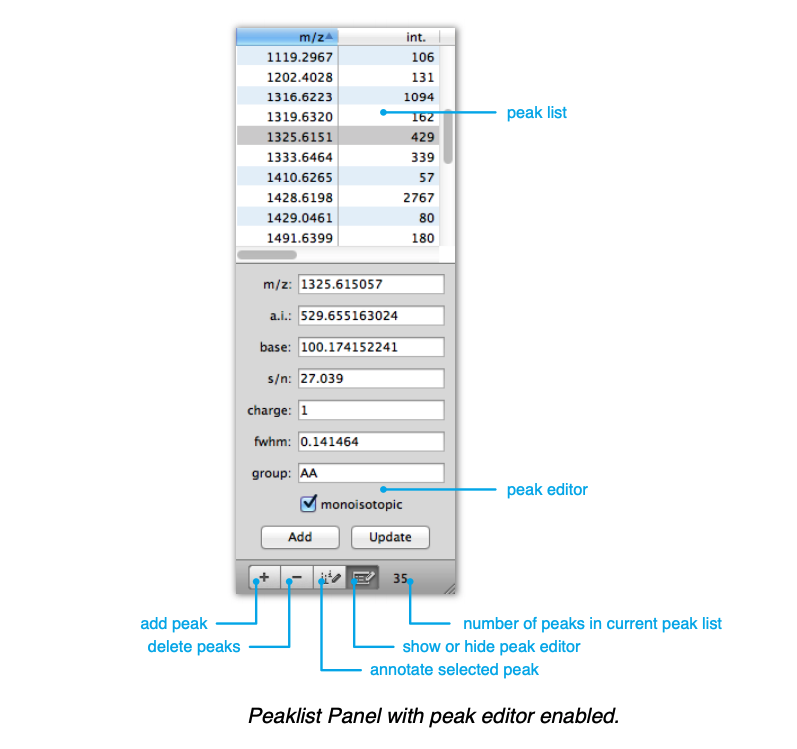 m/z int.
1119.2967 106
1202.4028 131
1316.6223 1094
1319.6320 162
peak list
1325.6151 429
1333.6464 339
1410.6265 57
1428.6198 2767
1429.0461 80
1491.6399 180
m/z: 1325.615057
a.i.: 529.655163024
base: 100.174152241
s/n: 27.039
charge: 1
fwhm: 0.141464
group: AA
peak editor
monoisotopic
Add Update
+ − 35
add peak number of peaks in current peak list
delete peaks show or hide peak editor
annotate selected peak
Peaklist Panel with peak editor enabled.